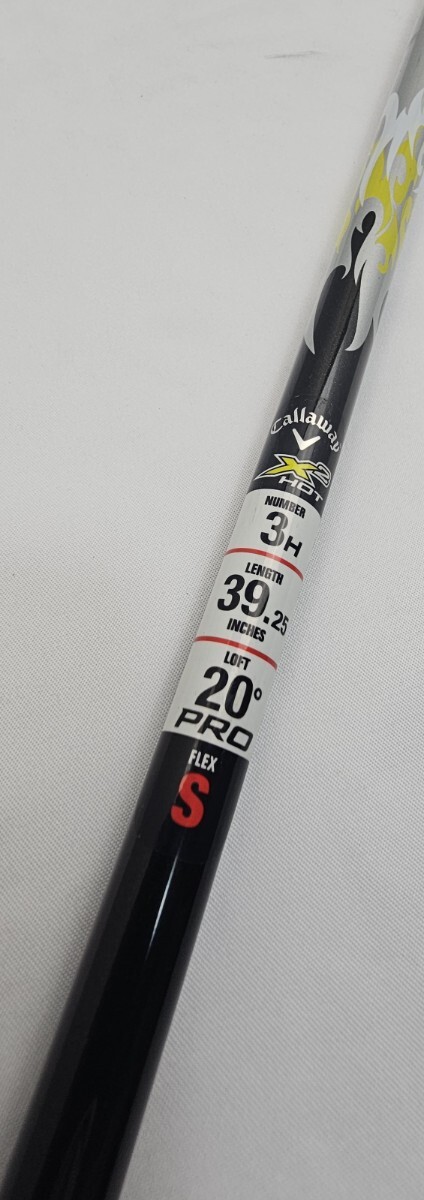 Callaway
X2 HOT
NUMBER
3H
LENGTH
39.25
INCHES
LOFT
20°
PRO
FLEX
S